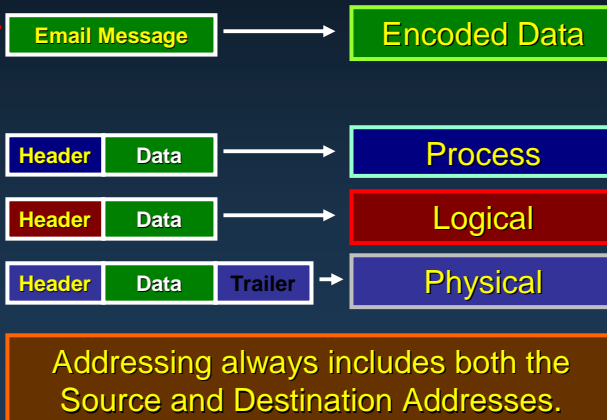 Email Message Encoded Data
Header Data Process
Header Data Logical
Header Data Trailer Physical
Addressing always includes both the
Source and Destination Addresses.